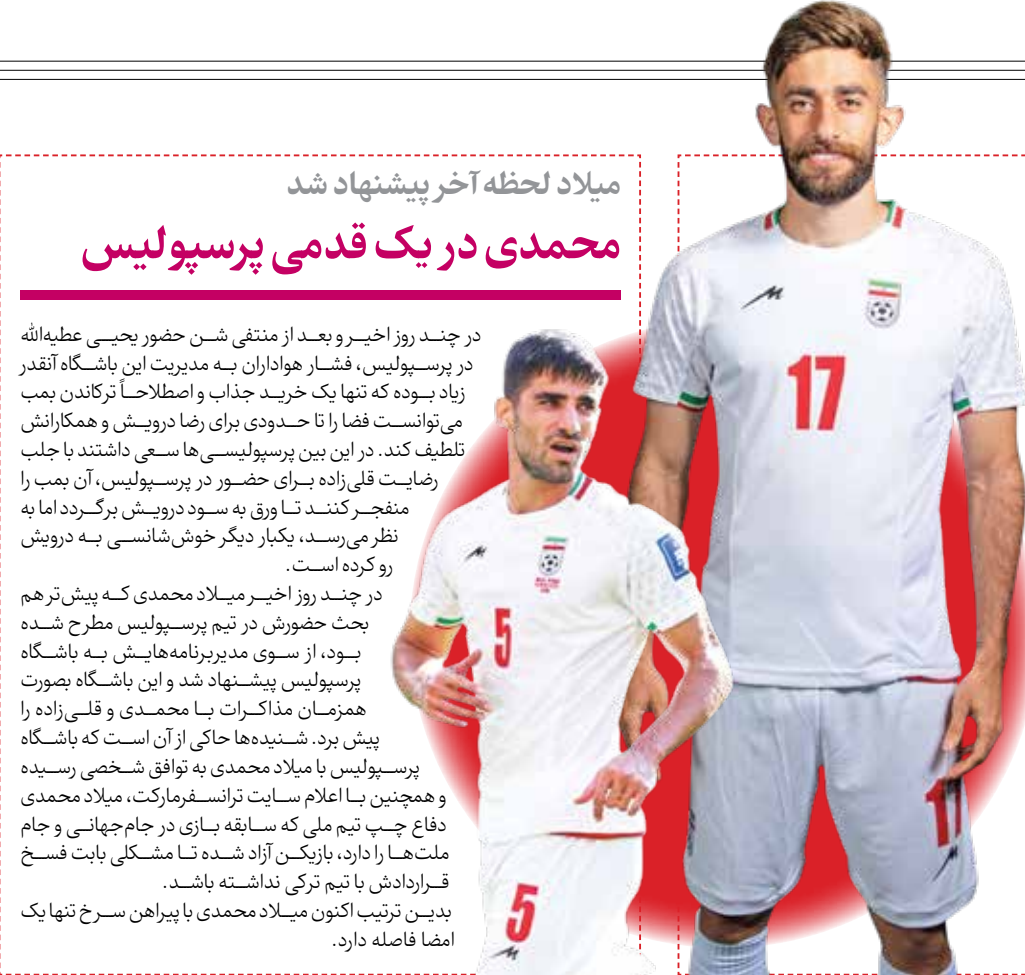 میلاد لحظه آخر پیشنهاد شد
محمدی در یک قدمی پرسپولیس
در چند روز اخیر و بعد از منتفی شدن حضور یحیی عطیه‌الله
در پرسپولیس، فشار هواداران به مدیریت این باشگاه آنقدر
زیاد بوده که تنها یک خرید جذاب و اصطلاحاً ترکاندن بمب
می‌توانست فضا را تا حدودی برای رضا درویش و همکارانش
تلطیف کند. در این بین پرسپولیسی‌ها سعی داشتند با جلب
رضایت قلی‌زاده برای حضور در پرسپولیس، آن بمب را
منفجر کنند تا ورق به سود درویش برگردد اما به
نظر می‌رسد، یکبار دیگر خوش‌شانسی به درویش
رو کرده است.
در چند روز اخیر میلاد محمدی که پیش‌تر هم
بحث حضورش در تیم پرسپولیس مطرح شده
بود، از سوی مدیربرنامه‌هایش به باشگاه
پرسپولیس پیشنهاد شد و این باشگاه بصورت
همزمان مذاکرات با محمدی و قلی‌زاده را
پیش برد. شنیده‌ها حاکی از آن است که باشگاه
پرسپولیس با میلاد محمدی به توافق شخصی رسیده
و همچنین با اعلام سایت ترانسفرمارکت، میلاد محمدی
دفاع چپ تیم ملی که سابقه بازی در جام‌جهانی و جام
ملت‌ها را دارد، بازیکن آزاد شده تا مشکلی بابت فسخ
قراردادش با تیم ترکی نداشته باشد.
بدین ترتیب اکنون میلاد محمدی با پیراهن سرخ تنها یک
امضا فاصله دارد.
17
17
5
5